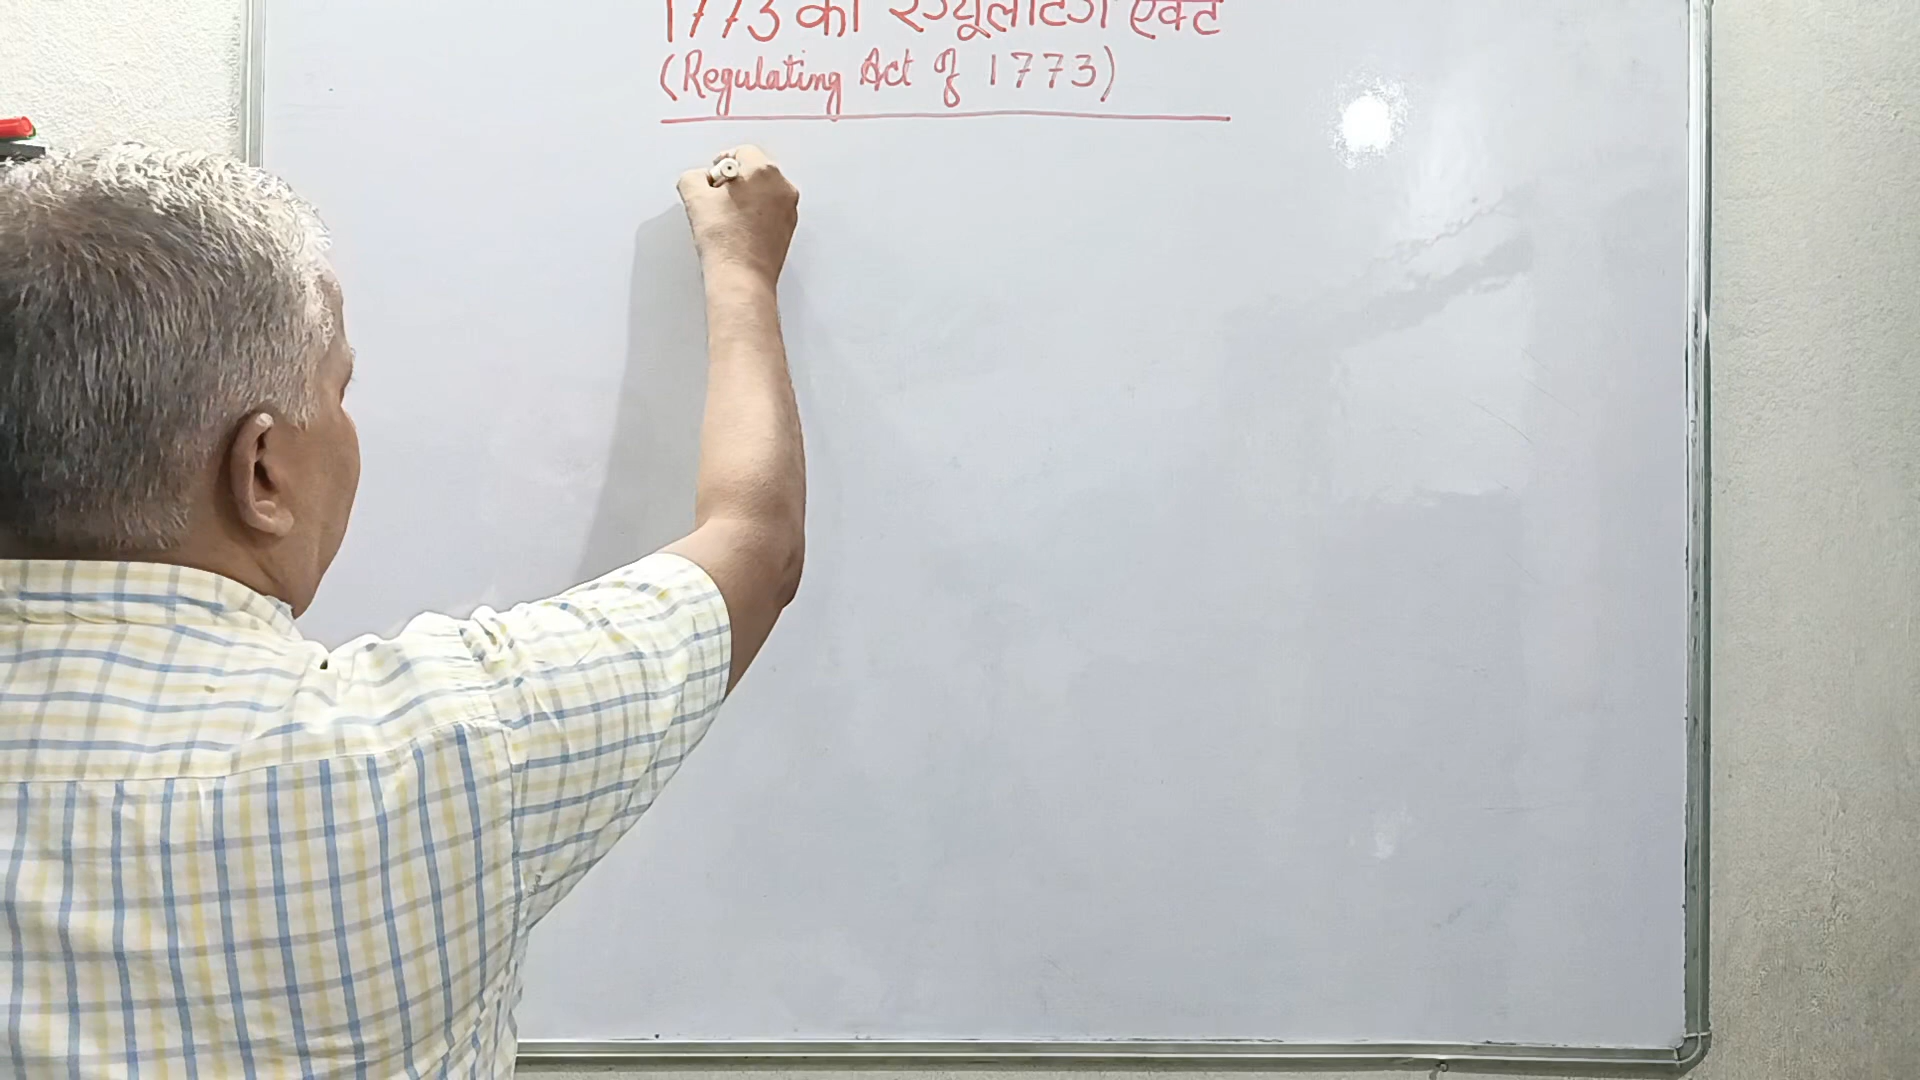 1773 का रेग्यूलेटिंग एक्ट
(Regulating Act of 1773)